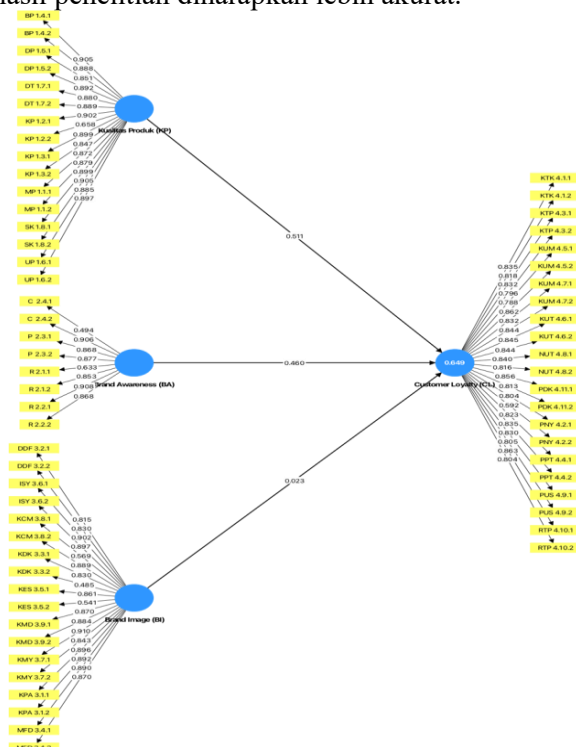 hasil penelitian diharapkan lebih akurat.
BP 1.4.1
BP 1.4.2
DP 1.5.1
DP 1.5.2
DT 1.7.1
DT 1.7.2
KP 1.2.1
KP 1.2.2
KP 1.3.1
KP 1.3.2
MP 1.1.1
MP 1.1.2
SK 1.8.1
SK 1.8.2
UP 1.6.1
UP 1.6.2
0.905
0.888
0.851
0.892
0.880
0.889
0.902
0.658
0.899
0.847
0.872
0.879
0.899
0.905
0.885
0.897
Kualitas Produk (KP)
0.511
C 2.4.1
C 2.4.2
P 2.3.1
P 2.3.2
R 2.1.1
R 2.1.2
R 2.2.1
R 2.2.2
0.494
0.906
0.868
0.877
0.633
0.853
0.908
0.868
Brand Awareness (BA)
0.460
DDF 3.2.1
DDF 3.2.2
ISY 3.6.1
ISY 3.6.2
KCM 3.8.1
KCM 3.8.2
KDK 3.3.1
KDK 3.3.2
KES 3.5.1
KES 3.5.2
KMD 3.9.1
KMD 3.9.2
KMY 3.7.1
KMY 3.7.2
KPA 3.1.1
KPA 3.1.2
MFD 3.4.1
0.815
0.830
0.902
0.897
0.569
0.889
0.830
0.485
0.861
0.541
0.870
0.884
0.910
0.843
0.896
0.892
0.890
0.870
Brand Image (BI)
0.023
0.649
Customer Loyalty (CL)
0.835
0.818
0.832
0.796
0.788
0.862
0.832
0.844
0.845
0.844
0.840
0.816
0.856
0.813
0.804
0.592
0.823
0.835
0.830
0.805
0.863
0.804
KTK 4.1.1
KTK 4.1.2
KTP 4.3.1
KTP 4.3.2
KUM 4.5.1
KUM 4.5.2
KUM 4.7.1
KUM 4.7.2
KUT 4.6.1
KUT 4.6.2
NUT 4.8.1
NUT 4.8.2
PDK 4.11.1
PDK 4.11.2
PNY 4.2.1
PNY 4.2.2
PPT 4.4.1
PPT 4.4.2
PUS 4.9.1
PUS 4.9.2
RTP 4.10.1
RTP 4.10.2